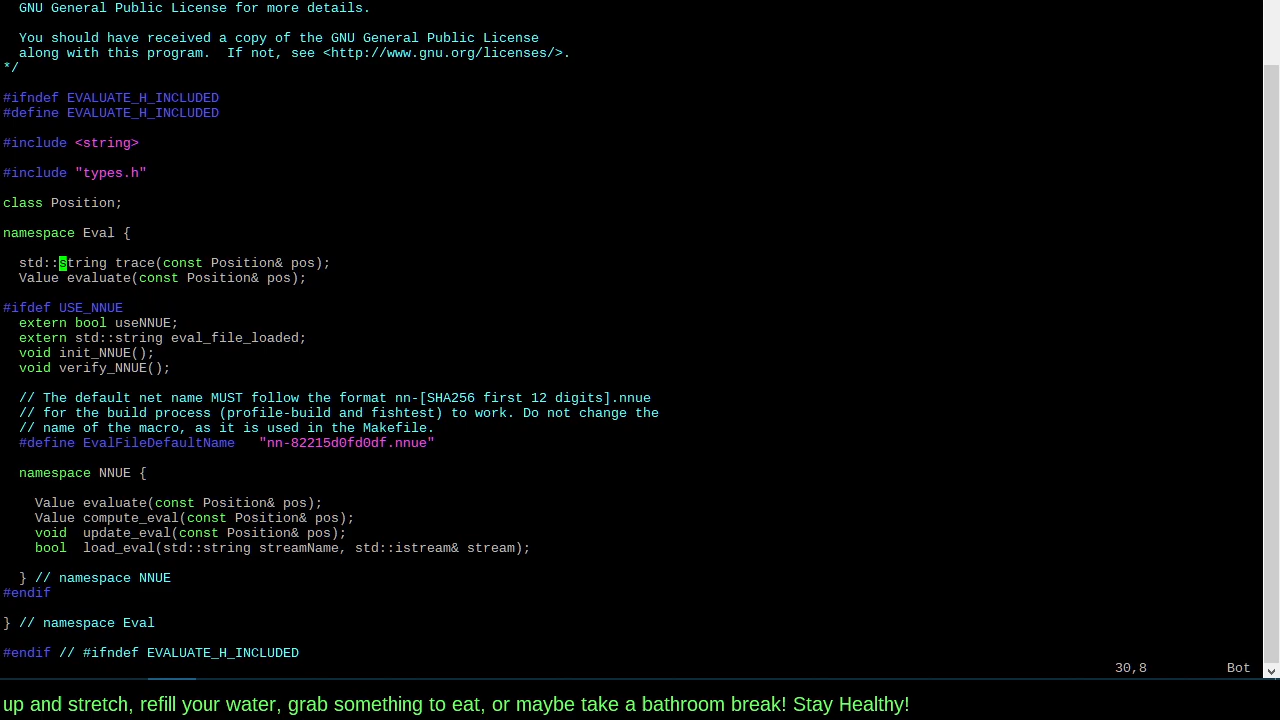 GNU General Public License for more details.
You should have received a copy of the GNU General Public License
along with this program.  If not, see <http://www.gnu.org/licenses/>.
*/
#ifndef EVALUATE_H_INCLUDED
#define EVALUATE_H_INCLUDED
#include <string>
#include "types.h"
class Position;
namespace Eval {
std::string trace(const Position& pos);
Value evaluate(const Position& pos);
#ifdef USE_NNUE
extern bool useNNUE;
extern std::string eval_file_loaded;
void init_NNUE();
void verify_NNUE();
// The default net name MUST follow the format nn-[SHA256 first 12 digits].nnue
// for the build process (profile-build and fishtest) to work. Do not change the
// name of the macro, as it is used in the Makefile.
#define EvalFileDefaultName   "nn-82215d0fd0df.nnue"
namespace NNUE {
Value evaluate(const Position& pos);
Value compute_eval(const Position& pos);
void  update_eval(const Position& pos);
bool  load_eval(std::string streamName, std::istream& stream);
} // namespace NNUE
#endif
} // namespace Eval
#endif // #ifndef EVALUATE_H_INCLUDED
30,8 Bot
up and stretch, refill your water, grab something to eat, or maybe take a bathroom break! Stay Healthy!